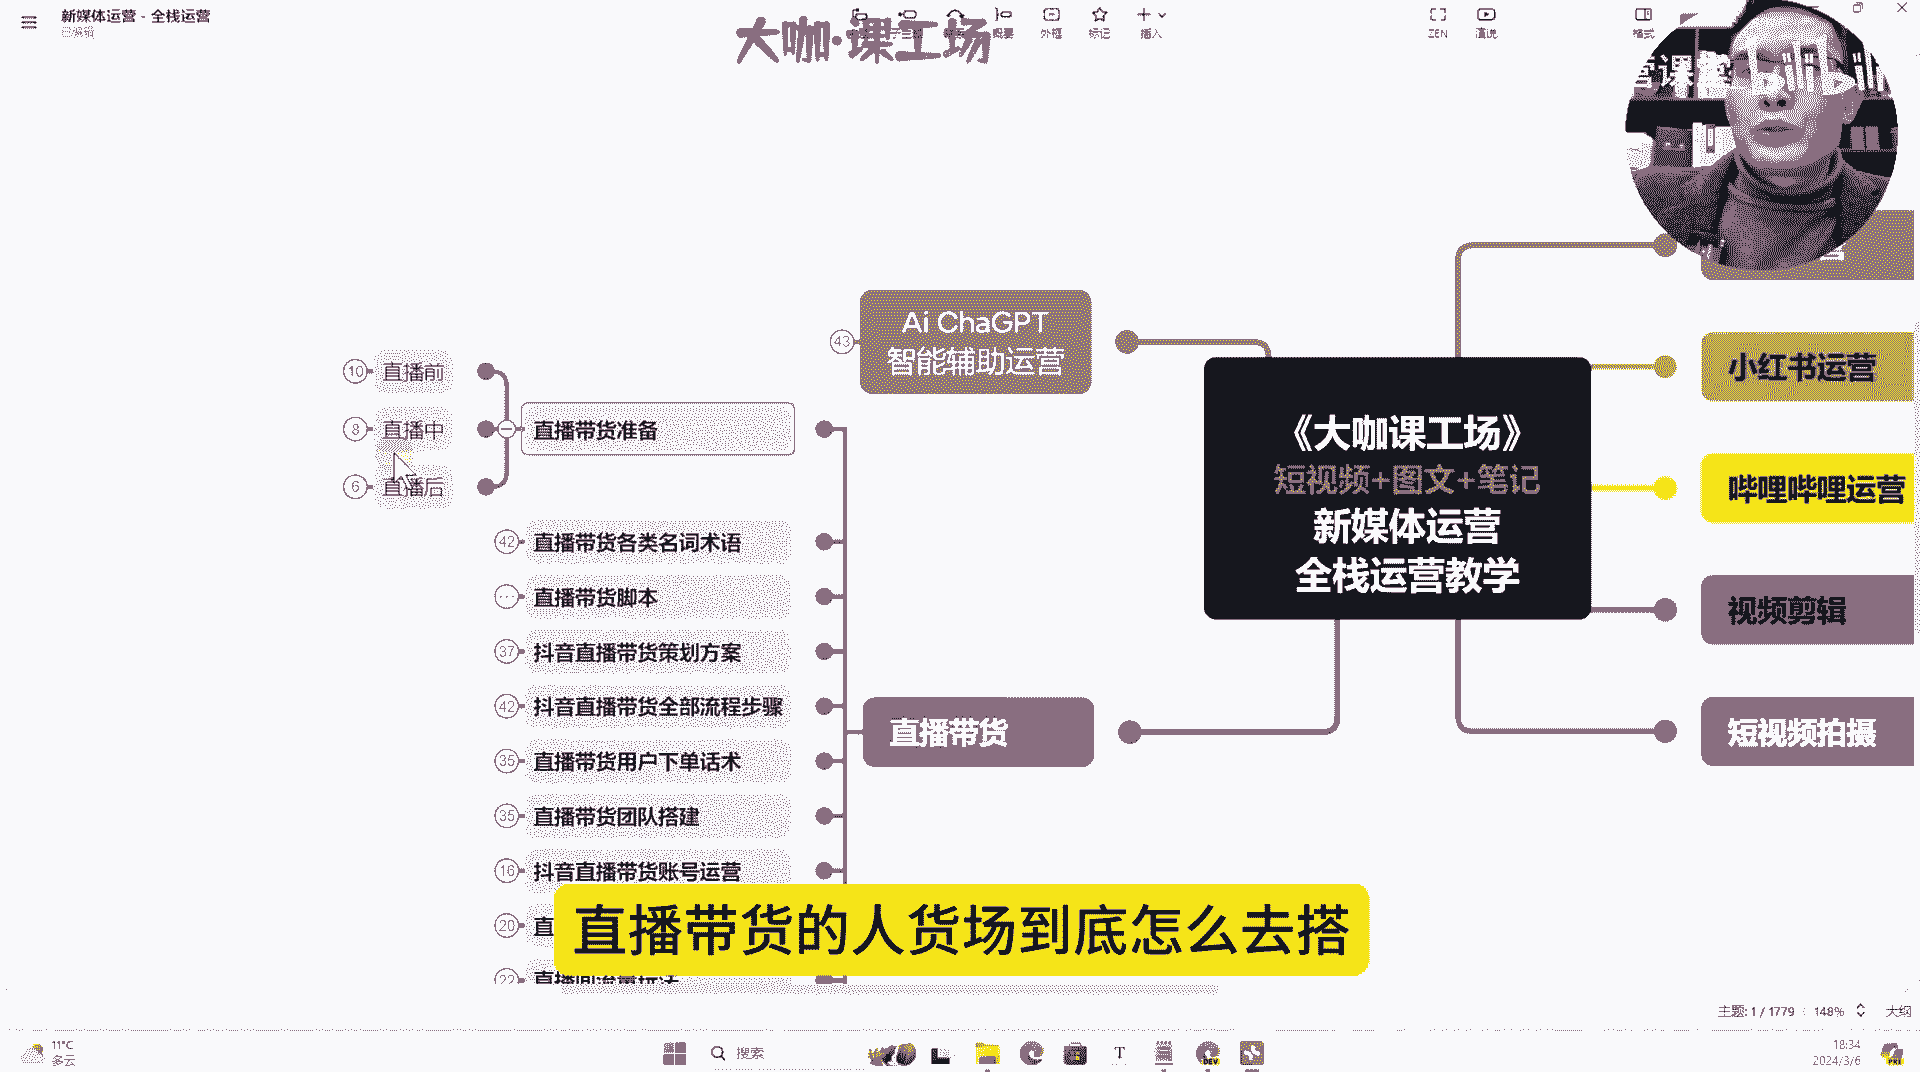 新媒体运营 - 全栈运营
已编辑
大咖·课工场
概要
外框
标记
插入
ZEN
演说
格式
营课堂
Ai ChaGPT
智能辅助运营
43
10
直播前
8
直播中
6
直播后
直播带货准备
42
直播带货各类名词术语
直播带货脚本
37
抖音直播带货策划方案
42
抖音直播带货全部流程步骤
35
直播带货用户下单话术
35
直播带货团队搭建
16
抖音直播带货账号运营
20
直
22
直播间流量玩法
直播带货
《大咖课工场》
短视频+图文+笔记
新媒体运营
全栈运营教学
小红书运营
哔哩哔哩运营
视频剪辑
短视频拍摄
直播带货的人货场到底怎么去搭
主题: 1 / 1779
148%
大纲
11°C
多云
搜索
DEV
18:34
2024/3/6